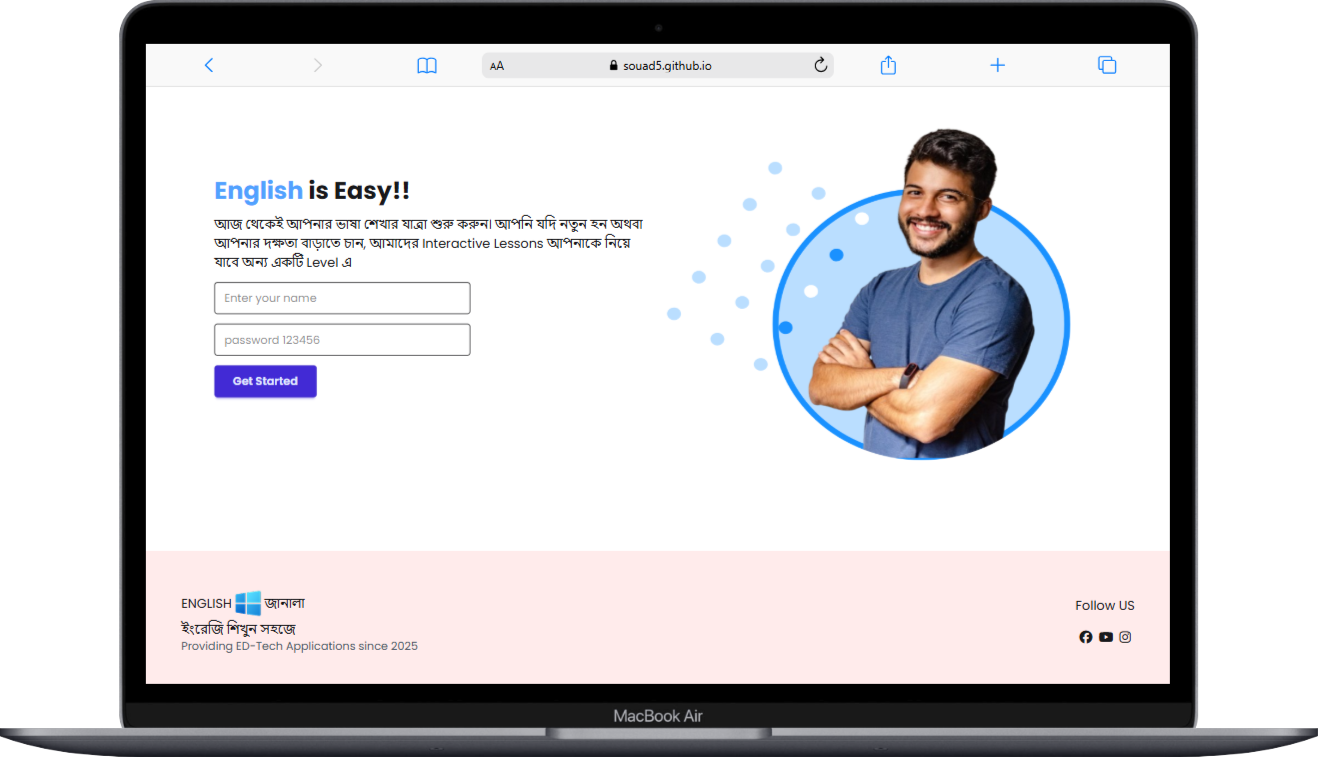 AA souad5.github.io
English is Easy!!
আজ থেকেই আপনার ভাষা শেখার যাত্রা শুরু করুন। আপনি যদি নতুন হন অথবা
আপনার দক্ষতা বাড়াতে চান, আমাদের Interactive Lessons আপনাকে নিয়ে
যাবে অন্য একটি Level এ
Enter your name
password 123456
Get Started
ENGLISH জানালা
ইংরেজি শিখুন সহজে
Providing ED-Tech Applications since 2025
Follow US
MacBook Air